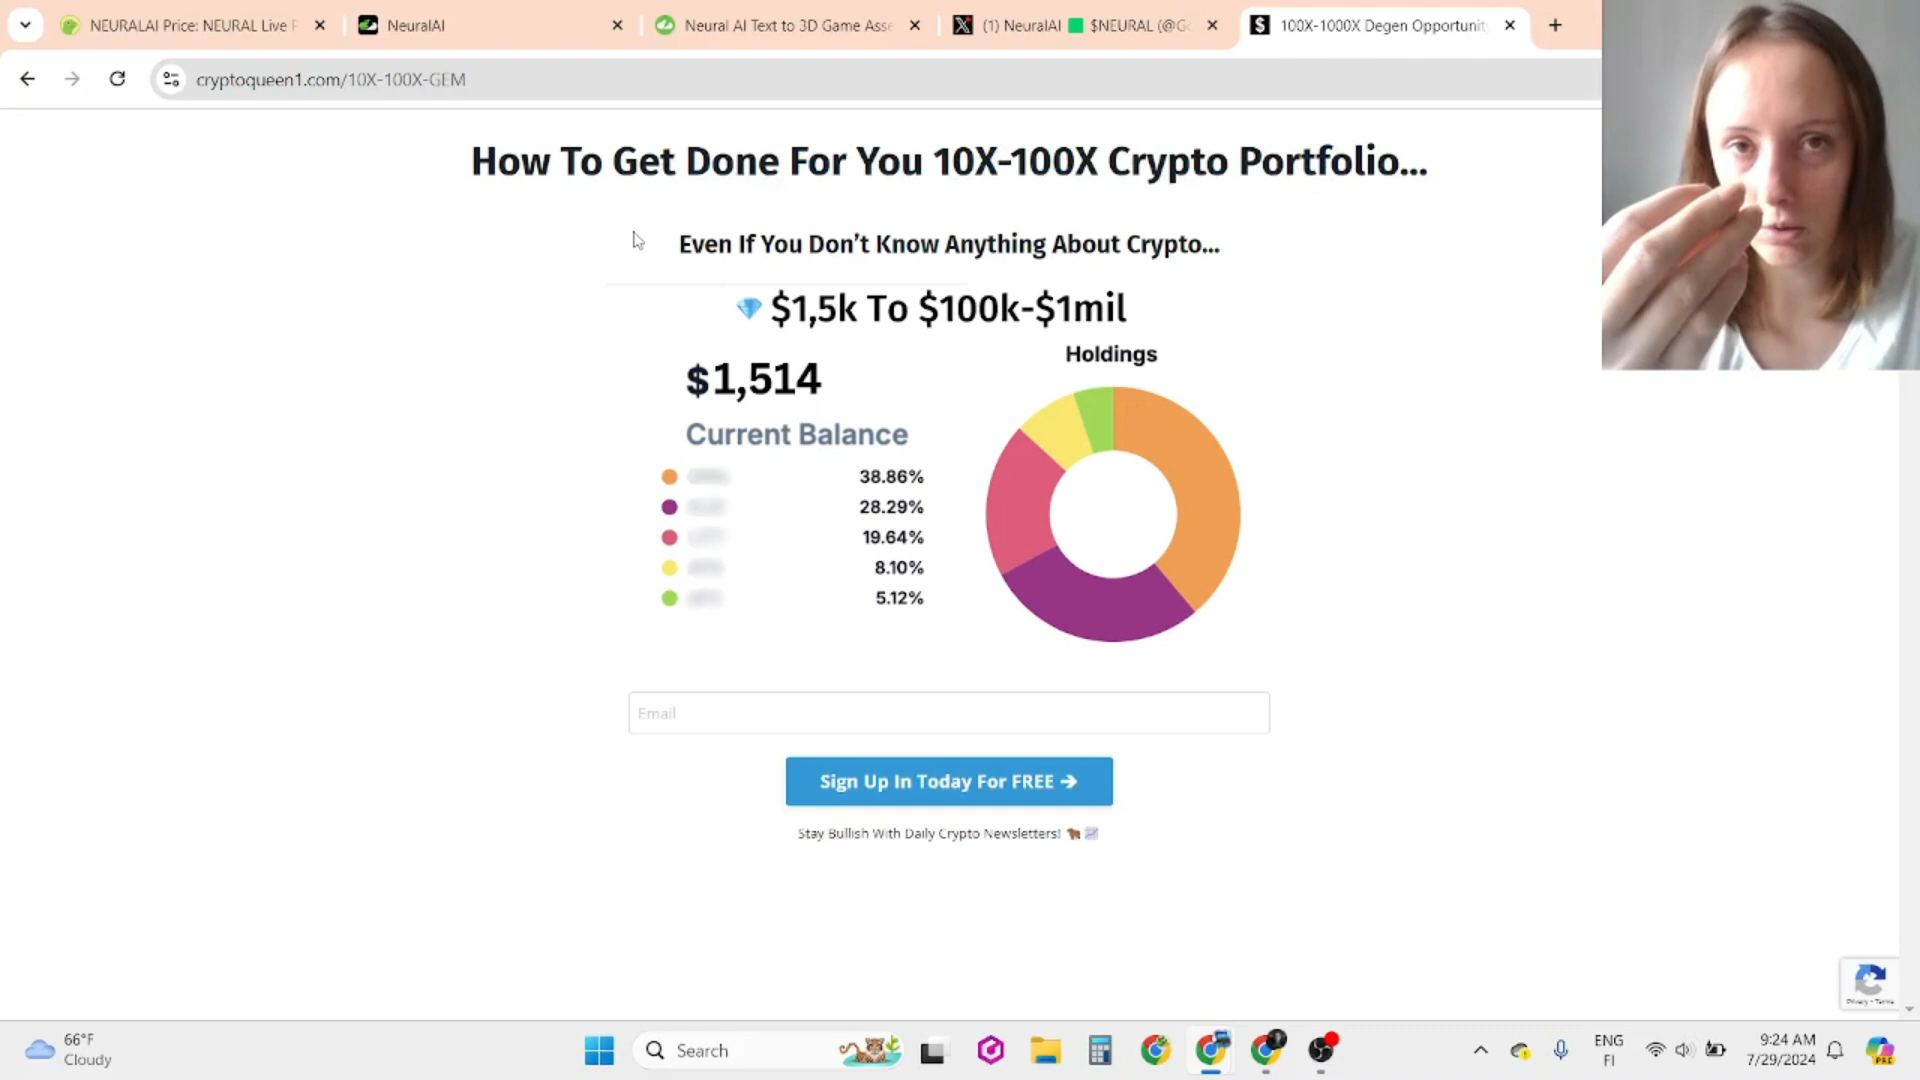 NEURALAI Price: NEURAL Live
NeuralAI
Neural AI Text to 3D Game Asse
(1) NeuralAI 🟩 $NEURAL (@G
100X-1000X Degen Opportunit
cryptoqueen1.com/10X-100X-GEM
How To Get Done For You 10X-100X Crypto Portfolio...
Even If You Don't Know Anything About Crypto...
💎 $1,5k To $100k-$1mil
Holdings
$1,514
Current Balance
38.86%
28.29%
19.64%
8.10%
5.12%
Email
Sign Up In Today For FREE →
Stay Bullish With Daily Crypto Newsletters! 🐂📈
Privacy - Terms
66°F
Cloudy
Search
ENG
FI
9:24 AM
7/29/2024
PRE